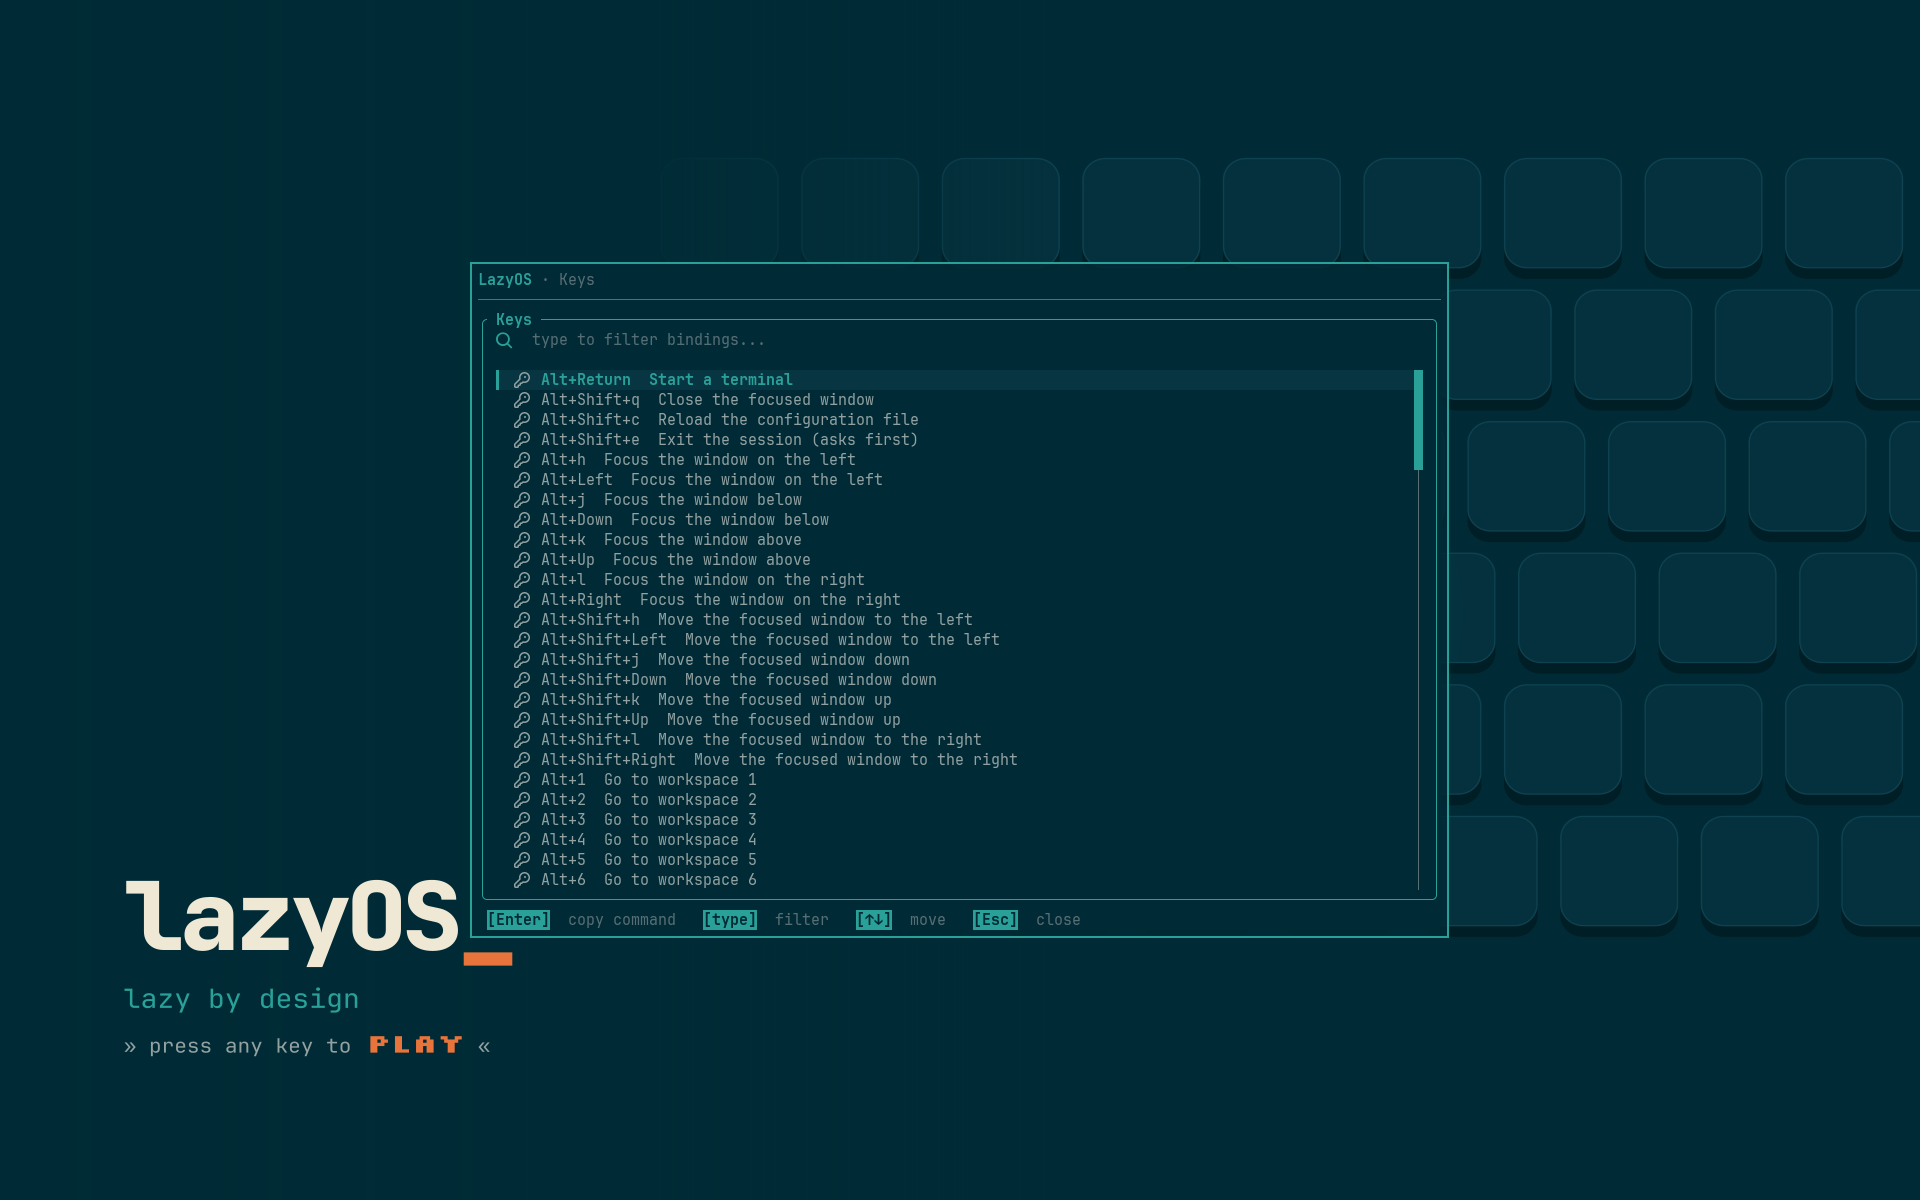 LazyOS · Keys
Keys
type to filter bindings...
Alt+Return  Start a terminal
Alt+Shift+q  Close the focused window
Alt+Shift+c  Reload the configuration file
Alt+Shift+e  Exit the session (asks first)
Alt+h  Focus the window on the left
Alt+Left  Focus the window on the left
Alt+j  Focus the window below
Alt+Down  Focus the window below
Alt+k  Focus the window above
Alt+Up  Focus the window above
Alt+l  Focus the window on the right
Alt+Right  Focus the window on the right
Alt+Shift+h  Move the focused window to the left
Alt+Shift+Left  Move the focused window to the left
Alt+Shift+j  Move the focused window down
Alt+Shift+Down  Move the focused window down
Alt+Shift+k  Move the focused window up
Alt+Shift+Up  Move the focused window up
Alt+Shift+l  Move the focused window to the right
Alt+Shift+Right  Move the focused window to the right
Alt+1  Go to workspace 1
Alt+2  Go to workspace 2
Alt+3  Go to workspace 3
Alt+4  Go to workspace 4
Alt+5  Go to workspace 5
Alt+6  Go to workspace 6
[Enter]  copy command  [type]  filter  [↑↓]  move  [Esc]  close
lazyOS_
lazy by design
» press any key to PLAY «